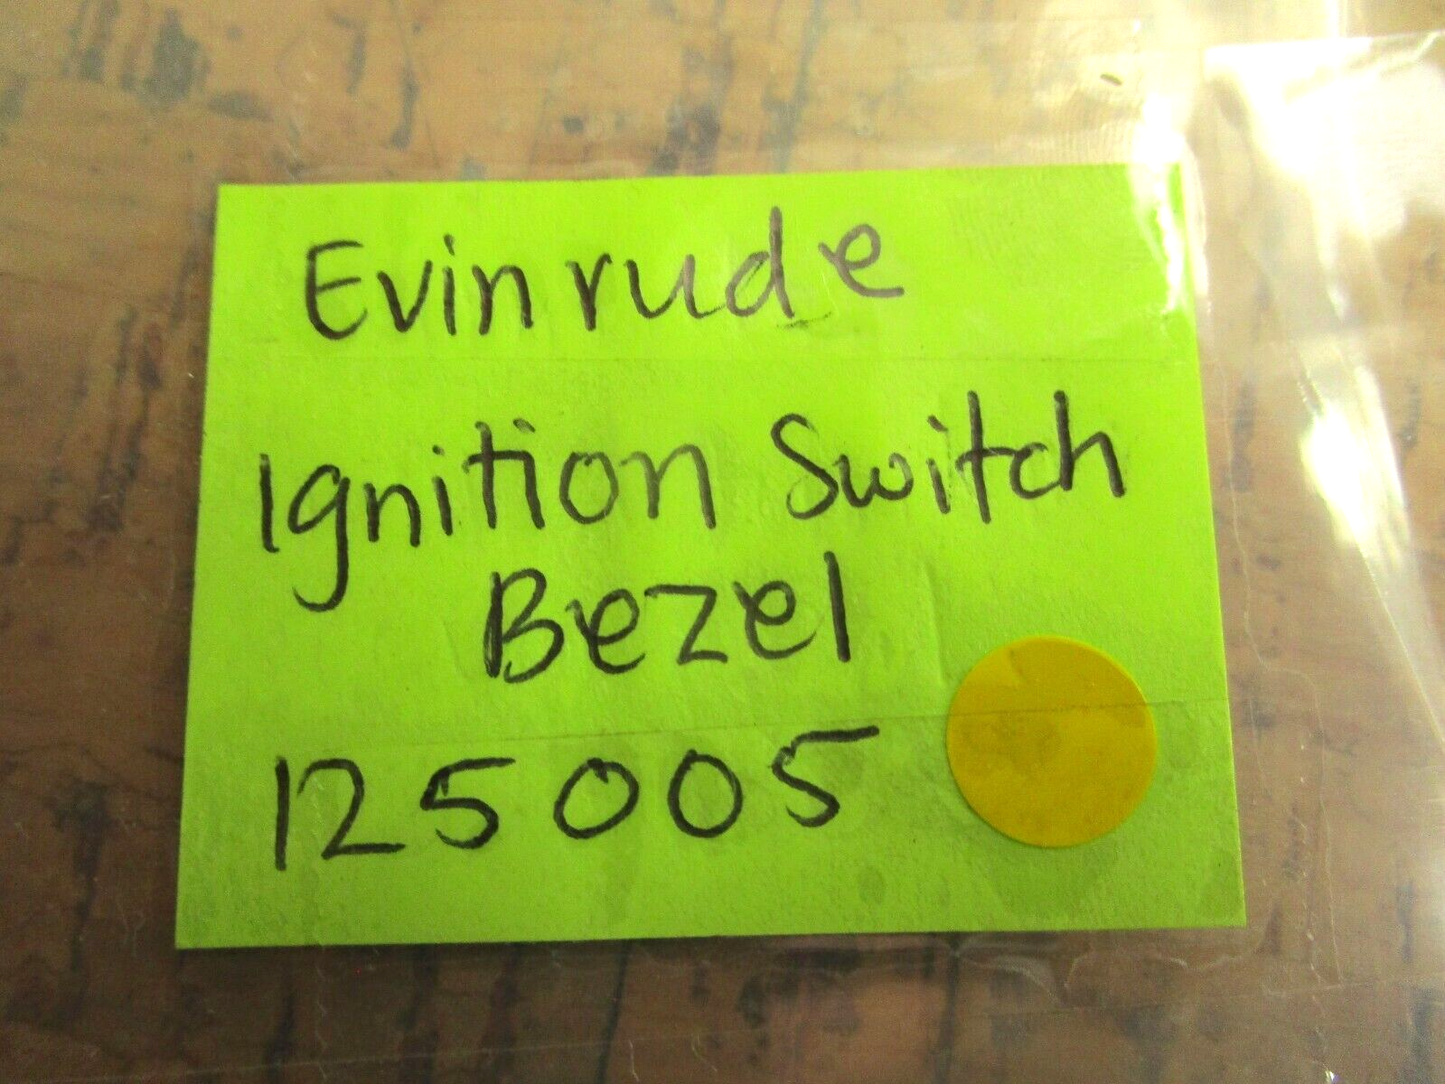 Evinrude
Ignition Switch
Bezel
125005